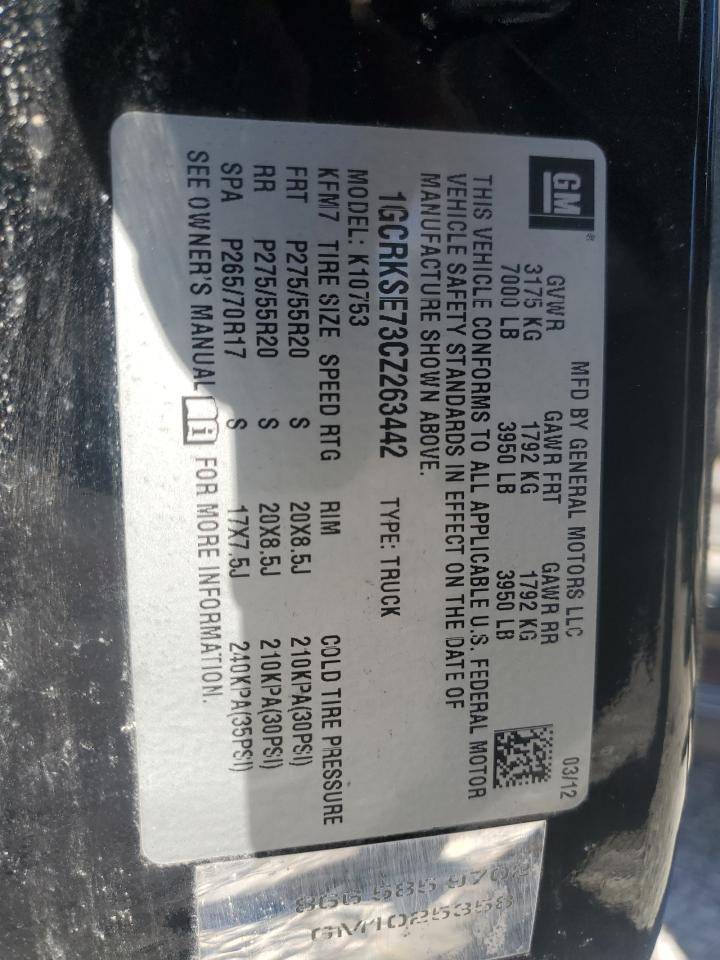 GM®
MFD BY GENERAL MOTORS LLC 03/12
GVWR GAWR FRT GAWR RR
3175 KG 1792 KG 1792 KG
7000 LB 3950 LB 3950 LB
THIS VEHICLE CONFORMS TO ALL APPLICABLE U.S. FEDERAL MOTOR
VEHICLE SAFETY STANDARDS IN EFFECT ON THE DATE OF
MANUFACTURE SHOWN ABOVE.
1GCRKSE73CZ263442 TYPE: TRUCK
MODEL: K10753
KFM7 TIRE SIZE SPEED RTG RIM COLD TIRE PRESSURE
FRT P275/55R20 S 20X8.5J 210KPA(30PSI)
RR P275/55R20 S 20X8.5J 210KPA(30PSI)
SPA P265/70R17 S 17X7.5J 240KPA(35PSI)
SEE OWNER'S MANUAL i FOR MORE INFORMATION.